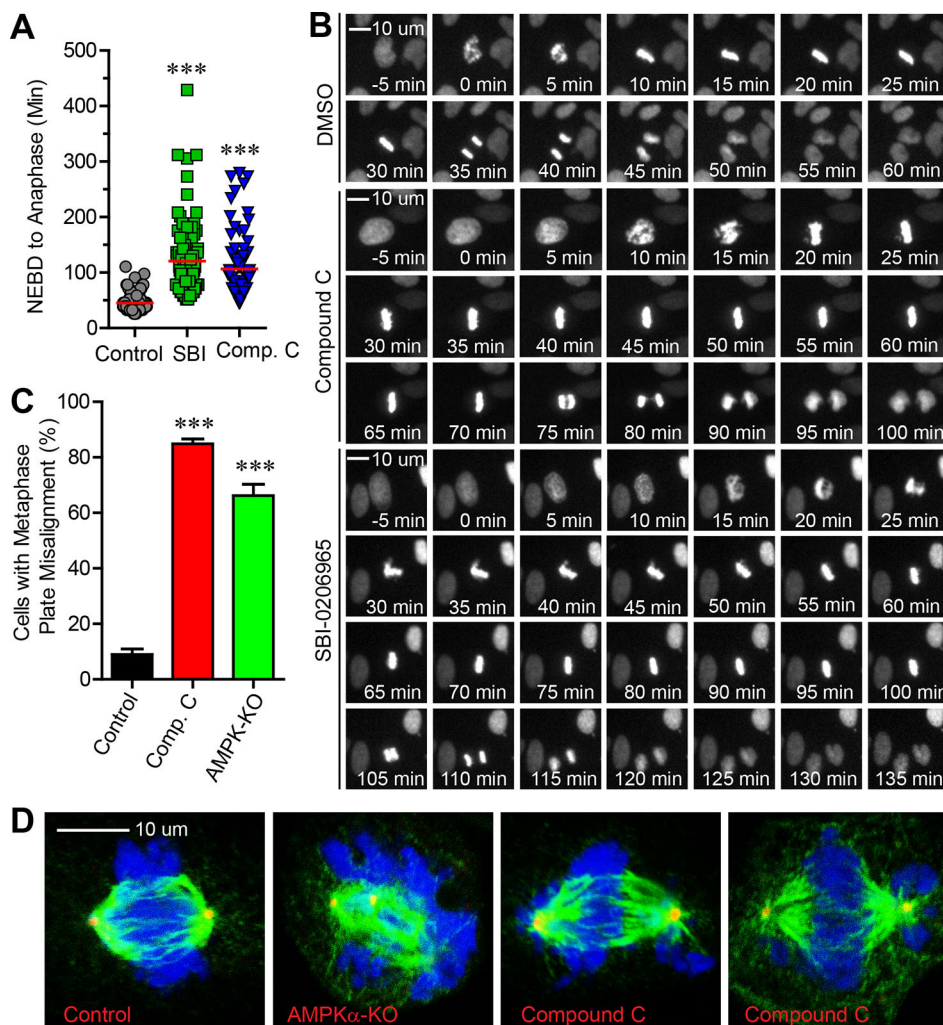 A
NEBD to Anaphase (Min)
500
400
300
200
100
0
***
***
Control SBI Comp. C
B
DMSO
10 um
-5 min 0 min 5 min 10 min 15 min 20 min 25 min
30 min 35 min 40 min 45 min 50 min 55 min 60 min
Compound C
10 um
-5 min 0 min 5 min 10 min 15 min 20 min 25 min
30 min 35 min 40 min 45 min 50 min 55 min 60 min
65 min 70 min 75 min 80 min 90 min 95 min 100 min
SBI-0206965
10 um
-5 min 0 min 5 min 10 min 15 min 20 min 25 min
30 min 35 min 40 min 45 min 50 min 55 min 60 min
65 min 70 min 75 min 80 min 90 min 95 min 100 min
105 min 110 min 115 min 120 min 125 min 130 min 135 min
C
Cells with Metaphase
Plate Misalignment (%)
100
80
60
40
20
0
***
***
Control
Comp. C
AMPK-KO
D
10 um
Control
AMPKα-KO
Compound C
Compound C